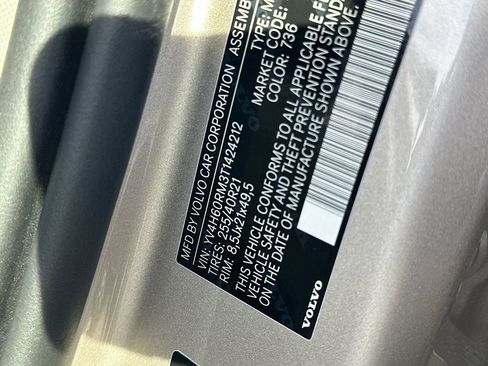 MFD BY VOLVO CAR CORPORATION ASSEMB
VIN: YV4H60RM3T1424212 TYPE: M
TIRES: 255/40R21 MARKET CODE:
RIM: 8,5Jx21x49,5 COLOR: 736
THIS VEHICLE CONFORMS TO ALL APPLICABLE F
VEHICLE SAFETY AND THEFT PREVENTION STAND
ON THE DATE OF MANUFACTURE SHOWN ABOVE.
VOLVO